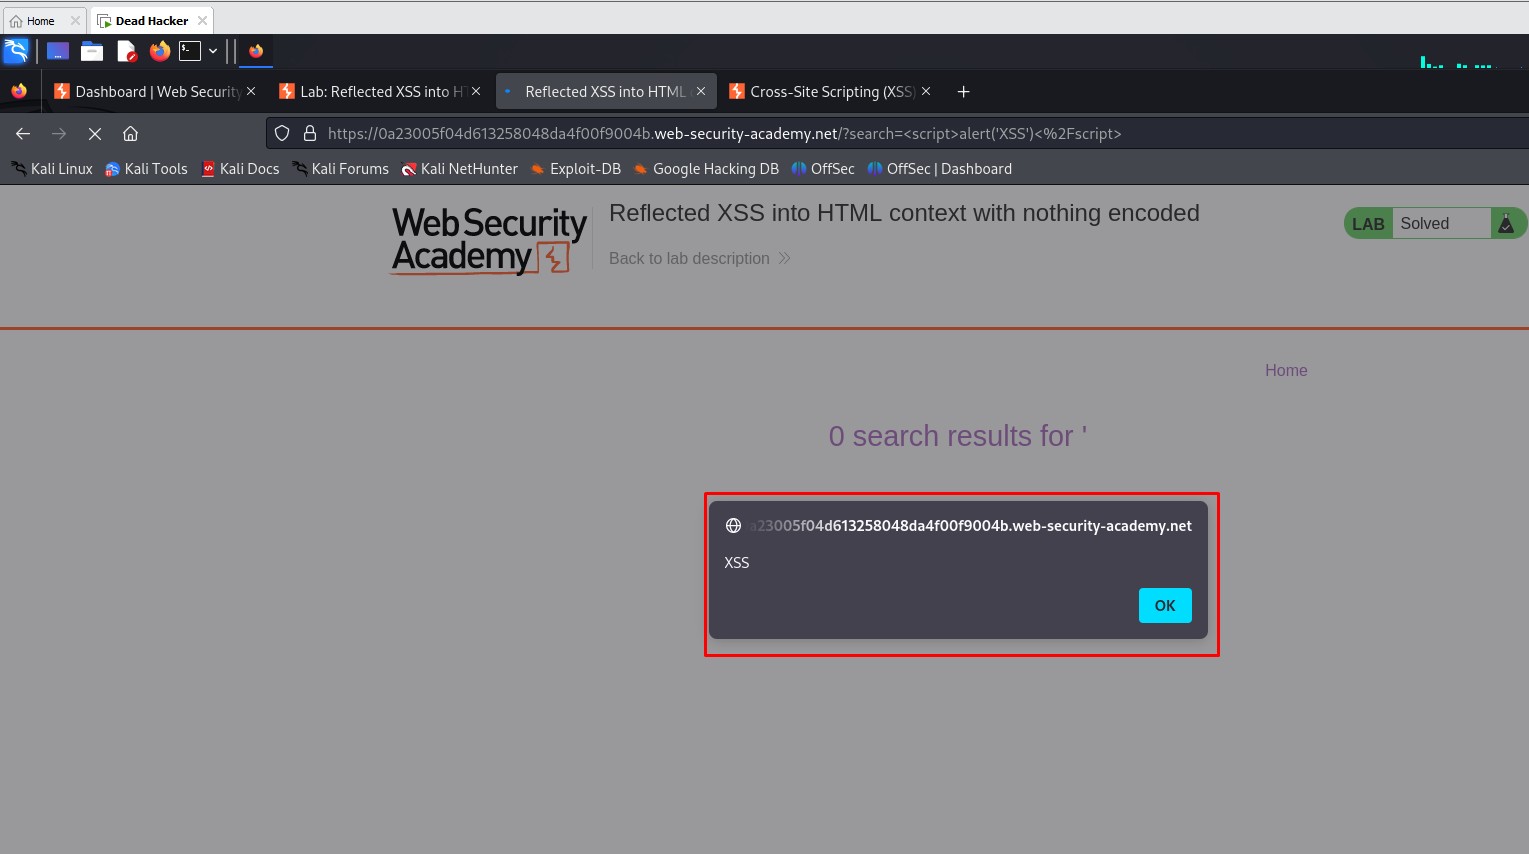 Home
Dead Hacker
Dashboard | Web Security
Lab: Reflected XSS into HT
Reflected XSS into HTML
Cross-Site Scripting (XSS)
https://0a23005f04d613258048da4f00f9004b.web-security-academy.net/?search=<script>alert('XSS')<%2Fscript>
Kali Linux
Kali Tools
Kali Docs
Kali Forums
Kali NetHunter
Exploit-DB
Google Hacking DB
OffSec
OffSec | Dashboard
Web Security
Academy
Reflected XSS into HTML context with nothing encoded
Back to lab description
LAB
Solved
Home
0 search results for '
a23005f04d613258048da4f00f9004b.web-security-academy.net
XSS
OK